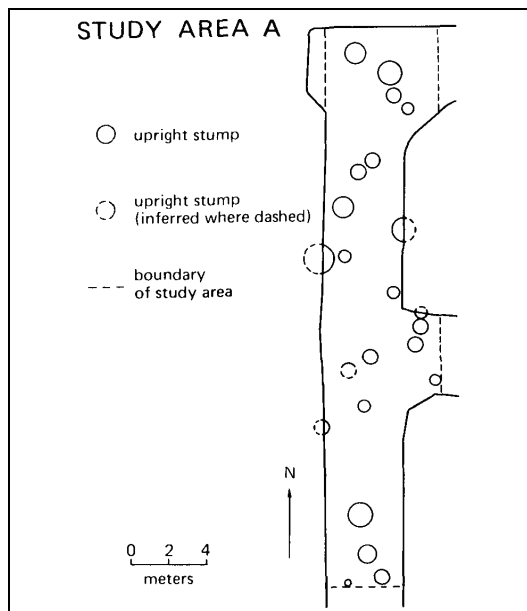 STUDY AREA A
upright stump
upright stump
(inferred where dashed)
boundary
of study area
N
0 2 4
meters